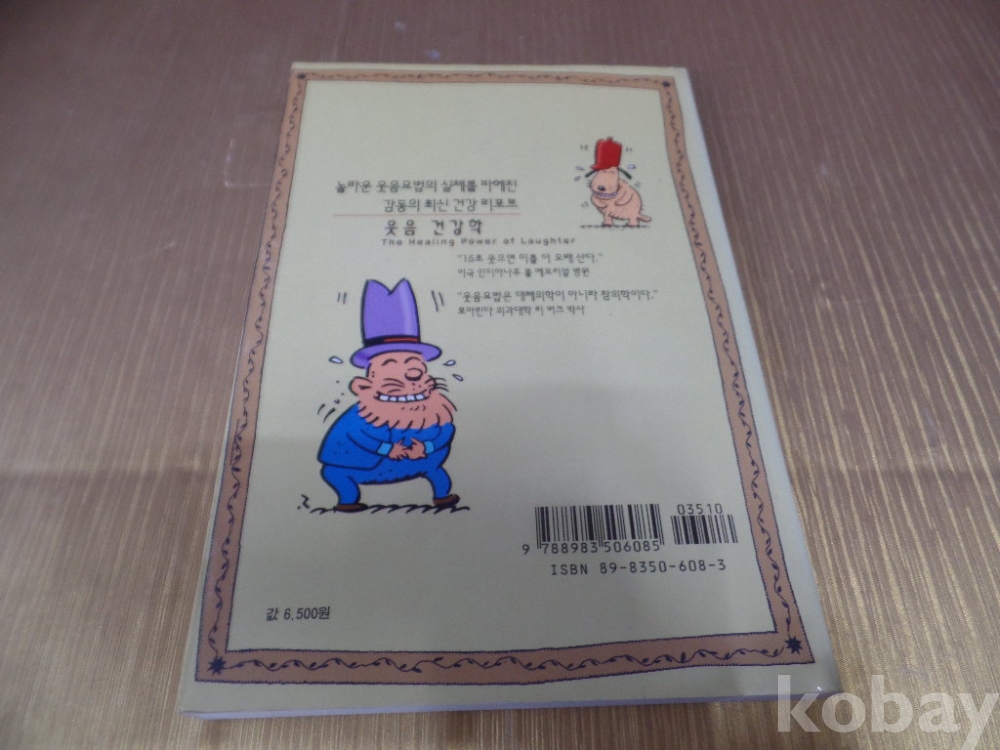 놀라운 웃음요법의 실체를 파헤친
감동의 최신 건강 리포트
웃음 건강학
The Healing Power of Laughter
"15초 웃으면 이틀 더 오래 산다."
미국 인디아나주 볼 메모리얼 병원
"웃음요법은 대체의학이 아니라 참의학이다."
로마린다 의과대학 리 버크 박사
03510
9 788983 506085
ISBN 89-8350-608-3
값 6,500원
kobay